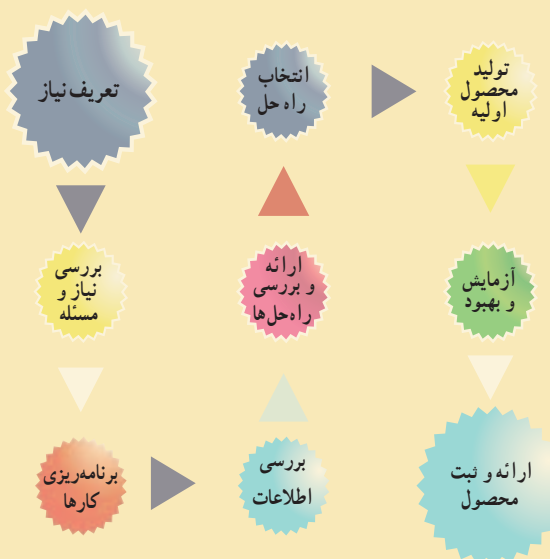 تعریف نیاز
بررسی
نیاز و
مسئله
برنامه‌ریزی
کارها
بررسی
اطلاعات
ارائه
و بررسی
راه‌حل‌ها
انتخاب
راه حل
تولید
محصول
اولیه
آزمایش
و بهبود
ارائه و ثبت
محصول